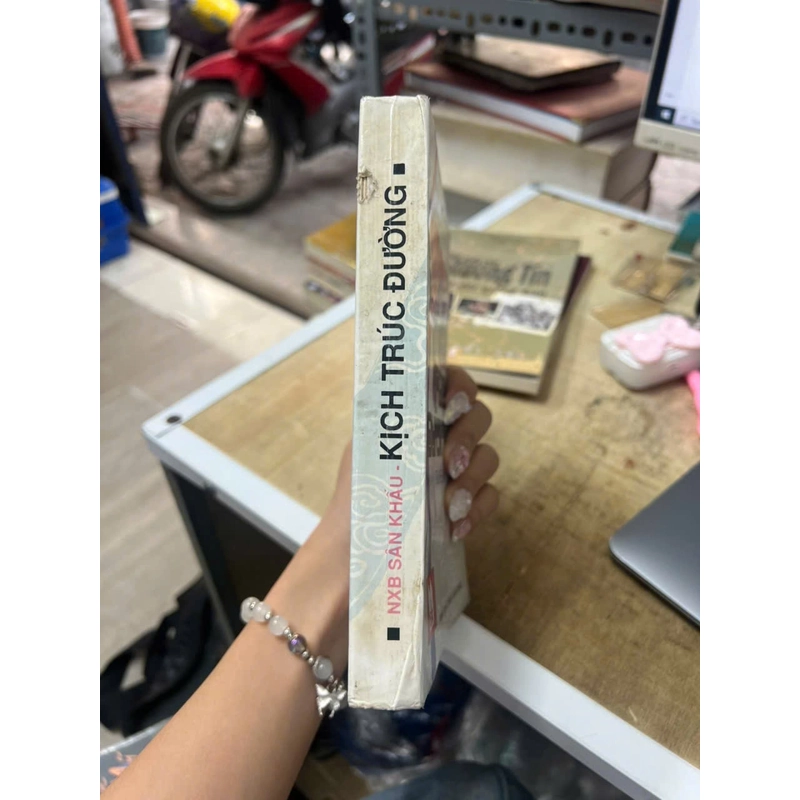 NXB SÂN KHẤU - KỊCH TRÚC ĐƯỜNG